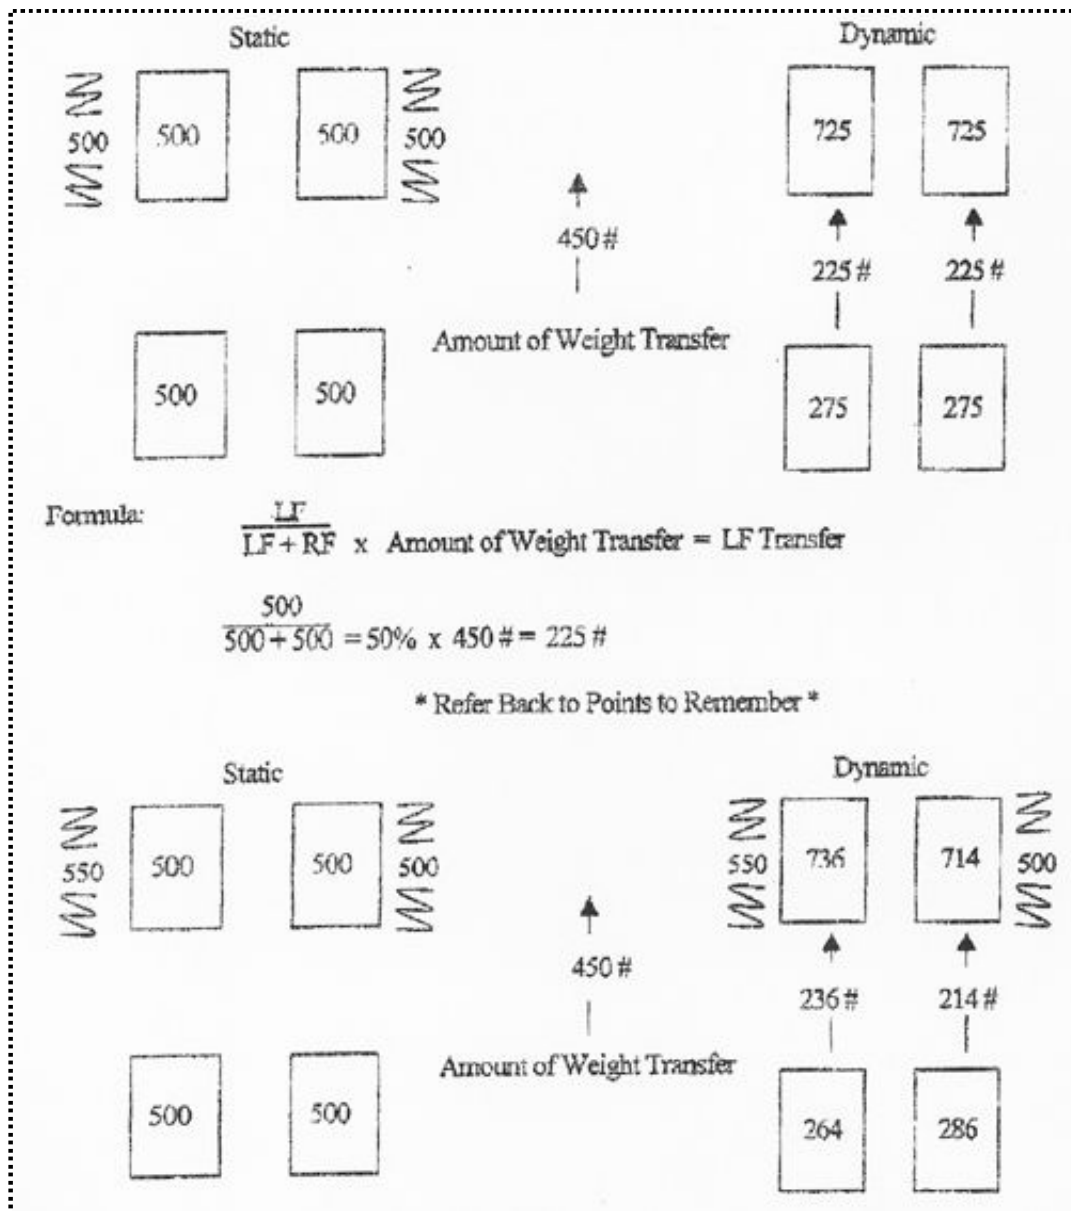 Static Dynamic
500 500 500 500 725 725
450# 225# 225#
Amount of Weight Transfer
500 500 275 275
Formula: LF
LF + RF x Amount of Weight Transfer = LF Transfer
500
500 + 500 = 50% x 450# = 225#
* Refer Back to Points to Remember *
Static Dynamic
550 500 500 500 550 736 714 500
450# 236# 214#
Amount of Weight Transfer
500 500 264 286